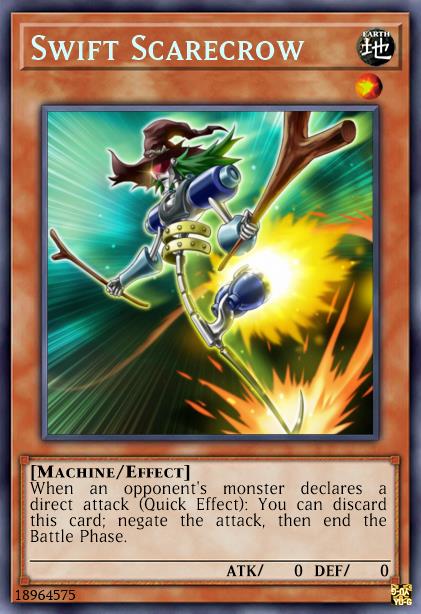 SWIFT SCARECROW
EARTH
地
[MACHINE/EFFECT]
When an opponent's monster declares a
direct attack (Quick Effect): You can discard
this card; negate the attack, then end the
Battle Phase.
ATK/ 0 DEF/ 0
18964575